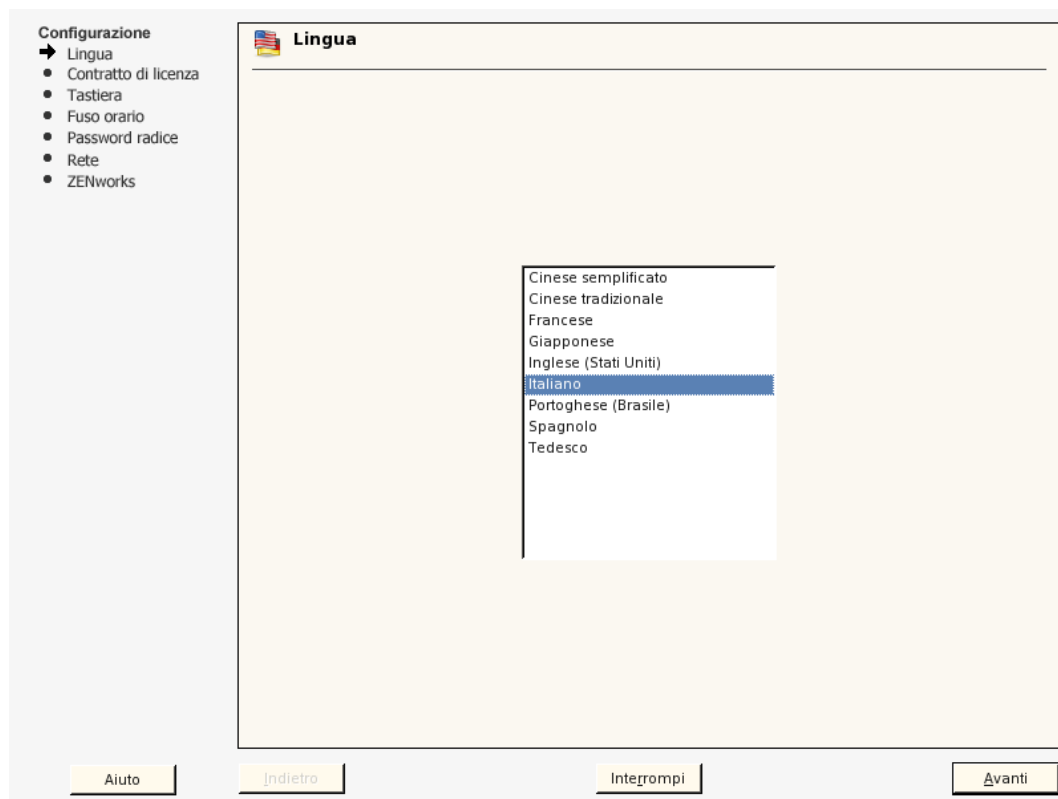 Configurazione
Lingua
Contratto di licenza
Tastiera
Fuso orario
Password radice
Rete
ZENworks
Lingua
Cinese semplificato
Cinese tradizionale
Francese
Giapponese
Inglese (Stati Uniti)
Italiano
Portoghese (Brasile)
Spagnolo
Tedesco
Aiuto
Indietro
Interrompi
Avanti